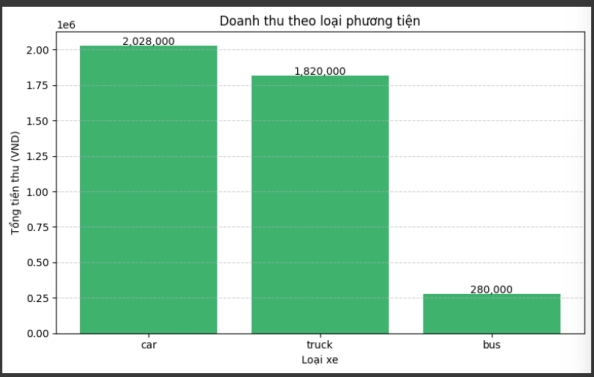 Doanh thu theo loại phương tiện
1e6
2,028,000
1,820,000
280,000
2.00
1.75
1.50
1.25
1.00
0.75
0.50
0.25
0.00
Tổng tiền thu (VND)
car truck bus
Loại xe